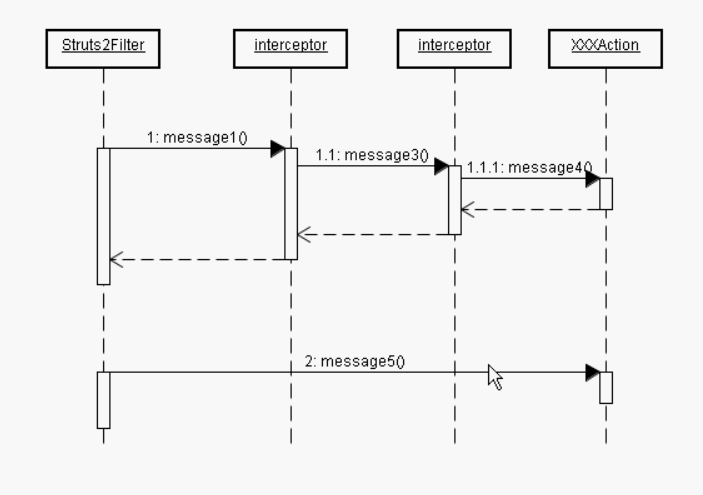 Struts2Filter
interceptor
interceptor
XXXAction
1: message1()
1.1: message3()
1.1.1: message4()
2: message5()